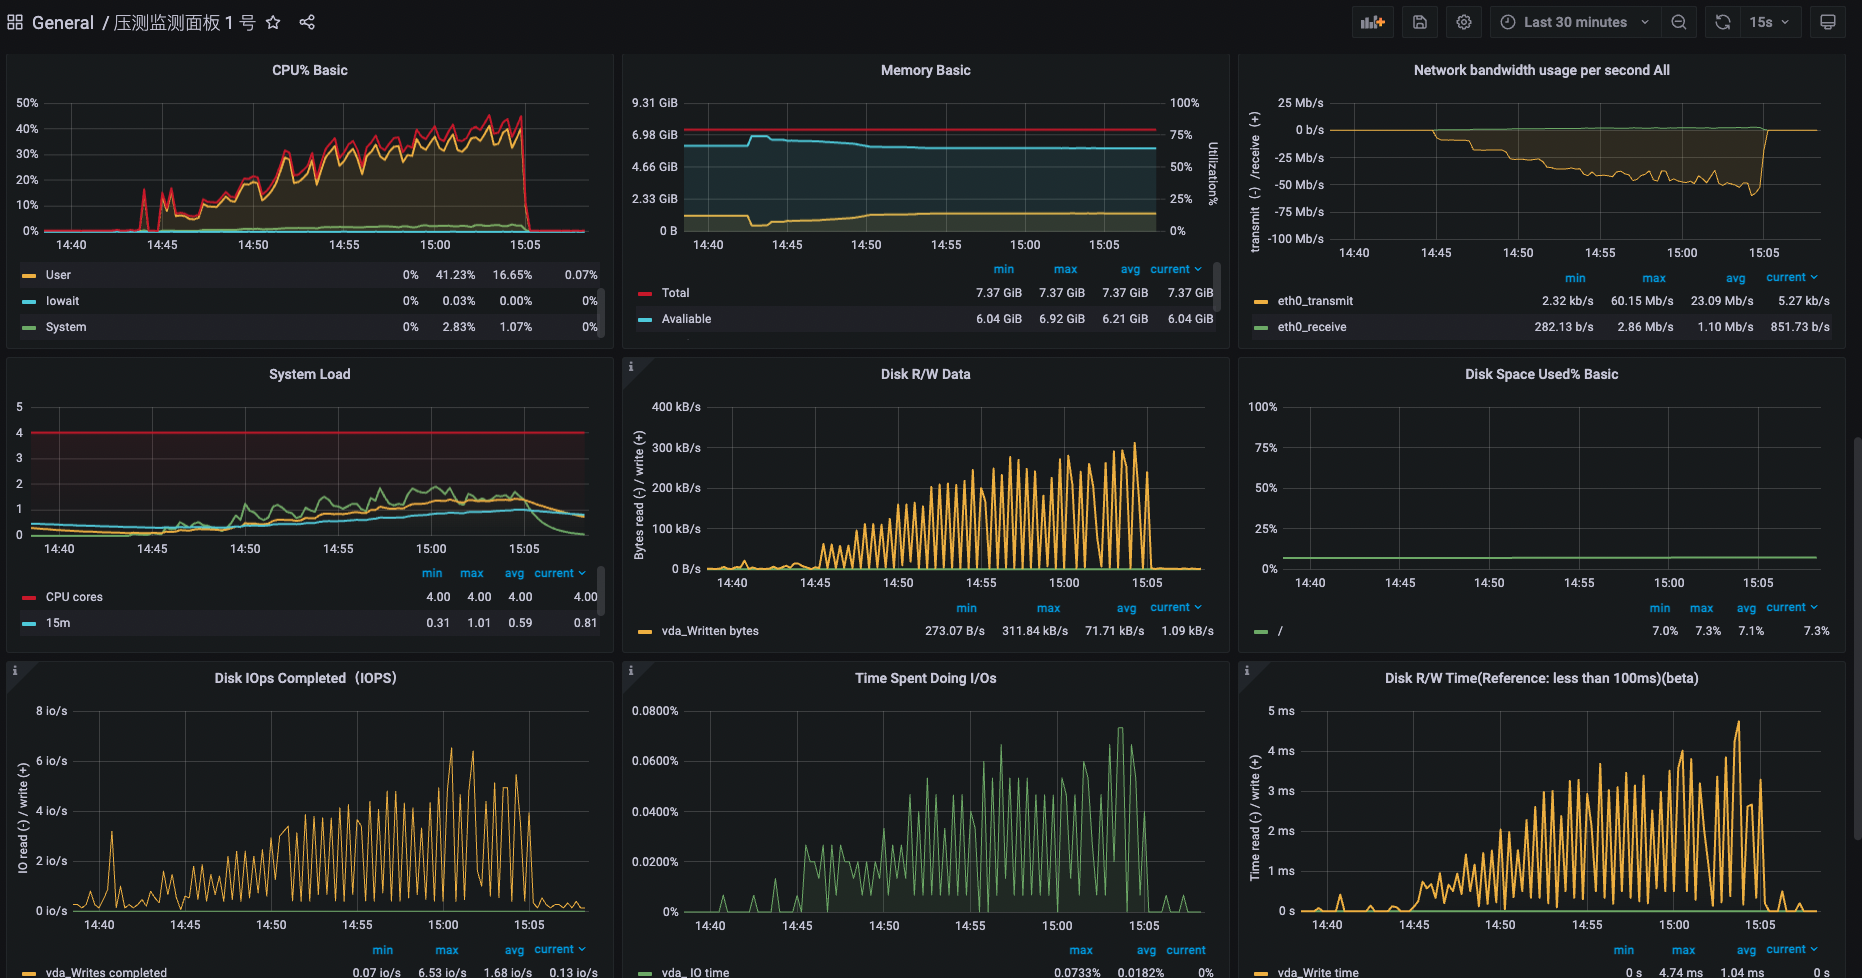 General / 压测监测面板 1 号
Last 30 minutes
15s
CPU% Basic
50%
40%
30%
20%
10%
0%
14:40 14:45 14:50 14:55 15:00 15:05
User 0% 41.23% 16.65% 0.07%
Iowait 0% 0.03% 0.00% 0%
System 0% 2.83% 1.07% 0%
Memory Basic
9.31 GiB
6.98 GiB
4.66 GiB
2.33 GiB
0 B
100%
75%
50%
25%
0%
Utilization%
14:40 14:45 14:50 14:55 15:00 15:05
min max avg current
Total 7.37 GiB 7.37 GiB 7.37 GiB 7.37 GiB
Avaliable 6.04 GiB 6.92 GiB 6.21 GiB 6.04 GiB
Network bandwidth usage per second All
transmit (-) /receive (+)
25 Mb/s
0 b/s
-25 Mb/s
-50 Mb/s
-75 Mb/s
-100 Mb/s
14:40 14:45 14:50 14:55 15:00 15:05
min max avg current
eth0_transmit 2.32 kb/s 60.15 Mb/s 23.09 Mb/s 5.27 kb/s
eth0_receive 282.13 b/s 2.86 Mb/s 1.10 Mb/s 851.73 b/s
System Load
5
4
3
2
1
0
14:40 14:45 14:50 14:55 15:00 15:05
min max avg current
CPU cores 4.00 4.00 4.00 4.00
15m 0.31 1.01 0.59 0.81
i
Disk R/W Data
Bytes read (-) / write (+)
400 kB/s
300 kB/s
200 kB/s
100 kB/s
0 B/s
14:40 14:45 14:50 14:55 15:00 15:05
min max avg current
vda_Written bytes 273.07 B/s 311.84 kB/s 71.71 kB/s 1.09 kB/s
Disk Space Used% Basic
100%
75%
50%
25%
0%
14:40 14:45 14:50 14:55 15:00 15:05
min max avg current
/ 7.0% 7.3% 7.1% 7.3%
i
Disk IOps Completed（IOPS）
IO read (-) / write (+)
8 io/s
6 io/s
4 io/s
2 io/s
0 io/s
14:40 14:45 14:50 14:55 15:00 15:05
min max avg current
vda_Writes completed 0.07 io/s 6.53 io/s 1.68 io/s 0.13 io/s
i
Time Spent Doing I/Os
0.0800%
0.0600%
0.0400%
0.0200%
0%
14:40 14:45 14:50 14:55 15:00 15:05
max avg current
vda_ IO time 0.0733% 0.0182% 0%
i
Disk R/W Time(Reference: less than 100ms)(beta)
Time read (-) / write (+)
5 ms
4 ms
3 ms
2 ms
1 ms
0 s
14:40 14:45 14:50 14:55 15:00 15:05
min max avg current
vda_Write time 0 s 4.74 ms 1.04 ms 0 s